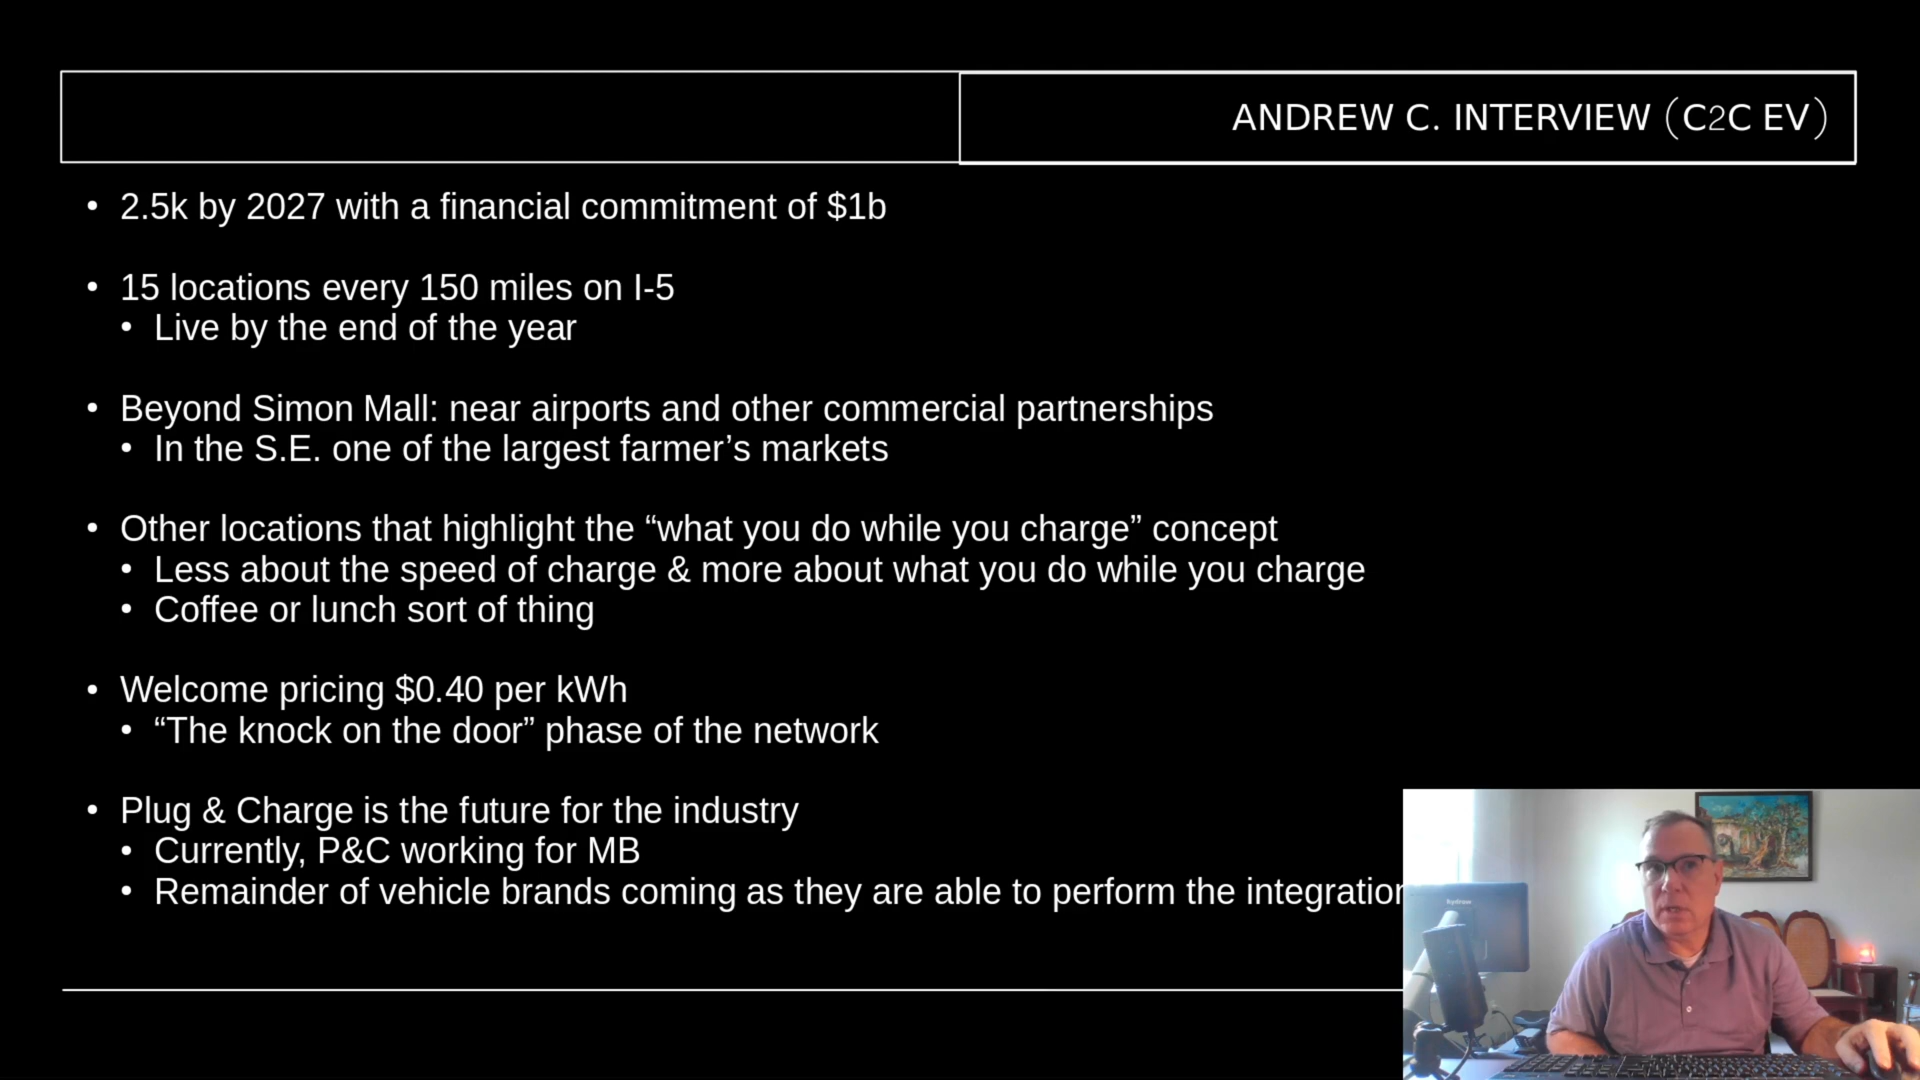 ANDREW C. INTERVIEW (C2C EV)
• 2.5k by 2027 with a financial commitment of $1b
• 15 locations every 150 miles on I-5
• Live by the end of the year
• Beyond Simon Mall: near airports and other commercial partnerships
• In the S.E. one of the largest farmer’s markets
• Other locations that highlight the “what you do while you charge” concept
• Less about the speed of charge & more about what you do while you charge
• Coffee or lunch sort of thing
• Welcome pricing $0.40 per kWh
• “The knock on the door” phase of the network
• Plug & Charge is the future for the industry
• Currently, P&C working for MB
• Remainder of vehicle brands coming as they are able to perform the integration